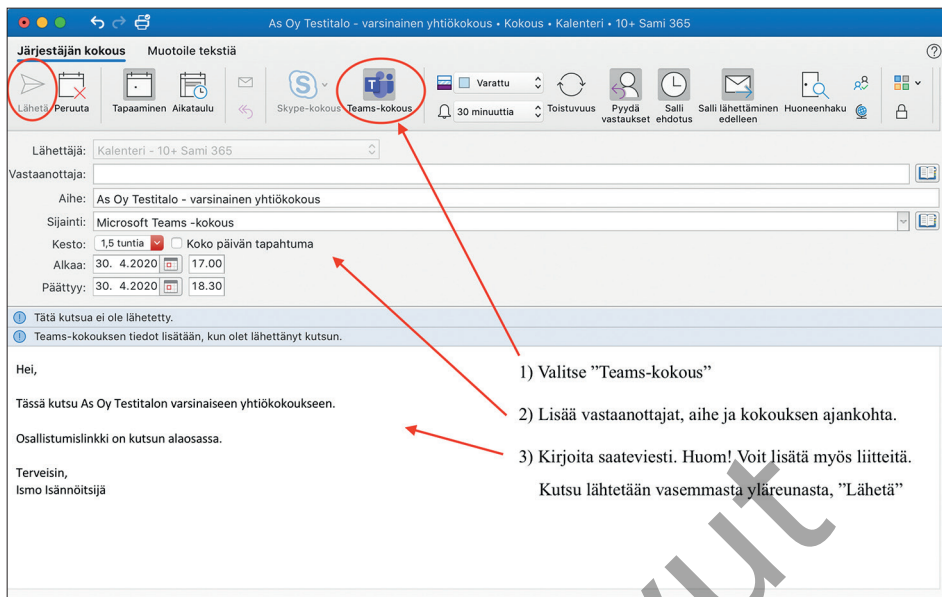 As Oy Testitalo - varsinainen yhtiökokous • Kokous • Kalenteri • 10+ Sami 365
Järjestäjän kokous Muotoile tekstiä
Lähetä Peruuta Tapaaminen Aikataulu Skype-kokous Teams-kokous Varattu 30 minuuttia Toistuvuus Pyydä vastaukset Salli ehdotus Salli lähettäminen edelleen Huoneenhaku
Lähettäjä: Kalenteri - 10+ Sami 365
Vastaanottaja:
Aihe: As Oy Testitalo - varsinainen yhtiökokous
Sijainti: Microsoft Teams -kokous
Kesto: 1,5 tuntia Koko päivän tapahtuma
Alkaa: 30. 4.2020 17.00
Päättyy: 30. 4.2020 18.30
Tätä kutsua ei ole lähetetty.
Teams-kokouksen tiedot lisätään, kun olet lähettänyt kutsun.
Hei,
Tässä kutsu As Oy Testitalon varsinaiseen yhtiökokoukseen.
Osallistumislinkki on kutsun alaosassa.
Terveisin,
Ismo Isännöitsijä
1) Valitse ”Teams-kokous”
2) Lisää vastaanottajat, aihe ja kokouksen ajankohta.
3) Kirjoita saateviesti. Huom! Voit lisätä myös liitteitä.
Kutsu lähtetään vasemmasta yläreunasta, ”Lähetä”